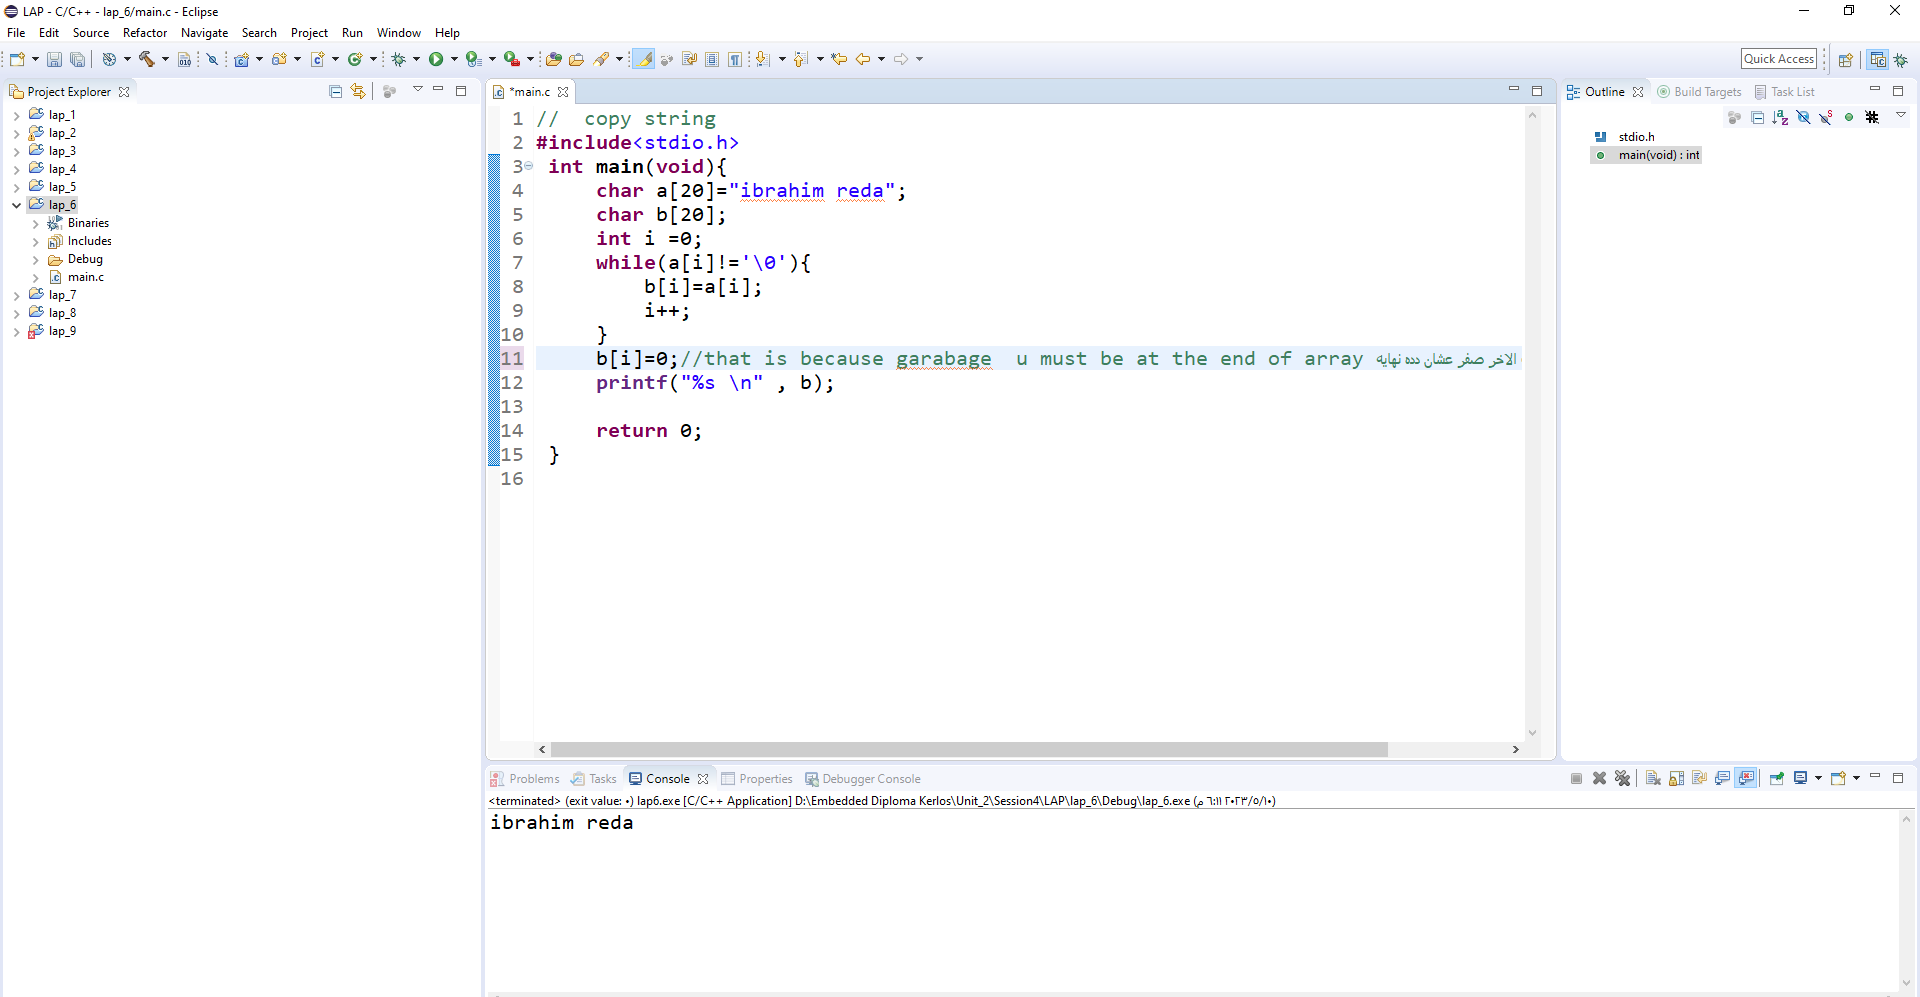 LAP - C/C++ - lap_6/main.c - Eclipse
File Edit Source Refactor Navigate Search Project Run Window Help
Quick Access
Project Explorer
lap_1
lap_2
lap_3
lap_4
lap_5
lap_6
Binaries
Includes
Debug
main.c
lap_7
lap_8
lap_9
*main.c
1 //  copy string
2 #include<stdio.h>
3 int main(void){
4 char a[20]="ibrahim reda";
5 char b[20];
6 int i =0;
7 while(a[i]!='\0'){
8 b[i]=a[i];
9 i++;
10 }
11 b[i]=0;//that is because garabage  u must be at the end of array الاخر صفر عشان دده نهايه
12 printf("%s \n" , b);
13
14 return 0;
15 }
16
Outline Build Targets Task List
stdio.h
main(void) : int
Problems Tasks Console Properties Debugger Console
<terminated> (exit value: ٠) lap6.exe [C/C++ Application] D:\Embedded Diploma Kerlos\Unit_2\Session4\LAP\lap_6\Debug\lap_6.exe (٢٠٢٣/٥/١٠ ٦:١١ م)
ibrahim reda